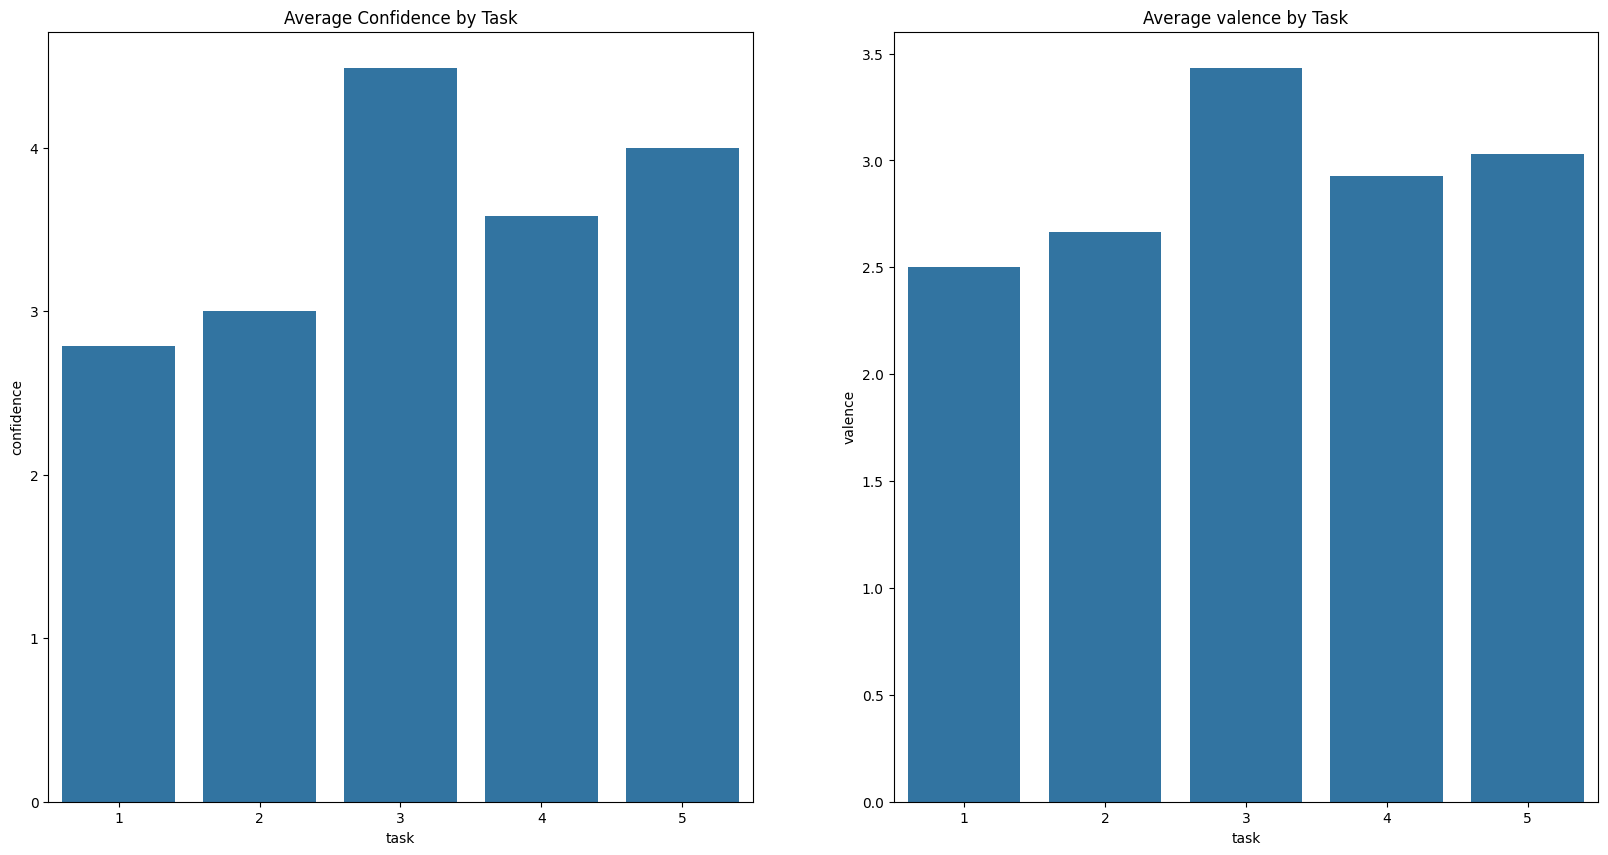 Average Confidence by Task
confidence
4
3
2
1
0
1 2 3 4 5
task
Average valence by Task
valence
3.5
3.0
2.5
2.0
1.5
1.0
0.5
0.0
1 2 3 4 5
task